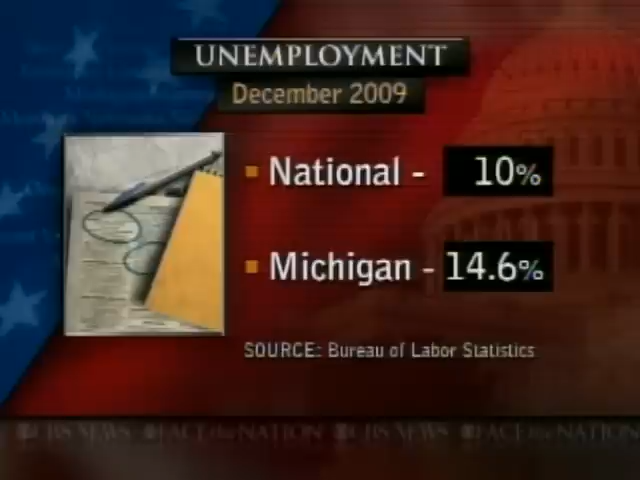 UNEMPLOYMENT
December 2009
National - 10%
Michigan - 14.6%
SOURCE: Bureau of Labor Statistics
CBS NEWS FACE the NATION CBS NEWS FACE the NATION